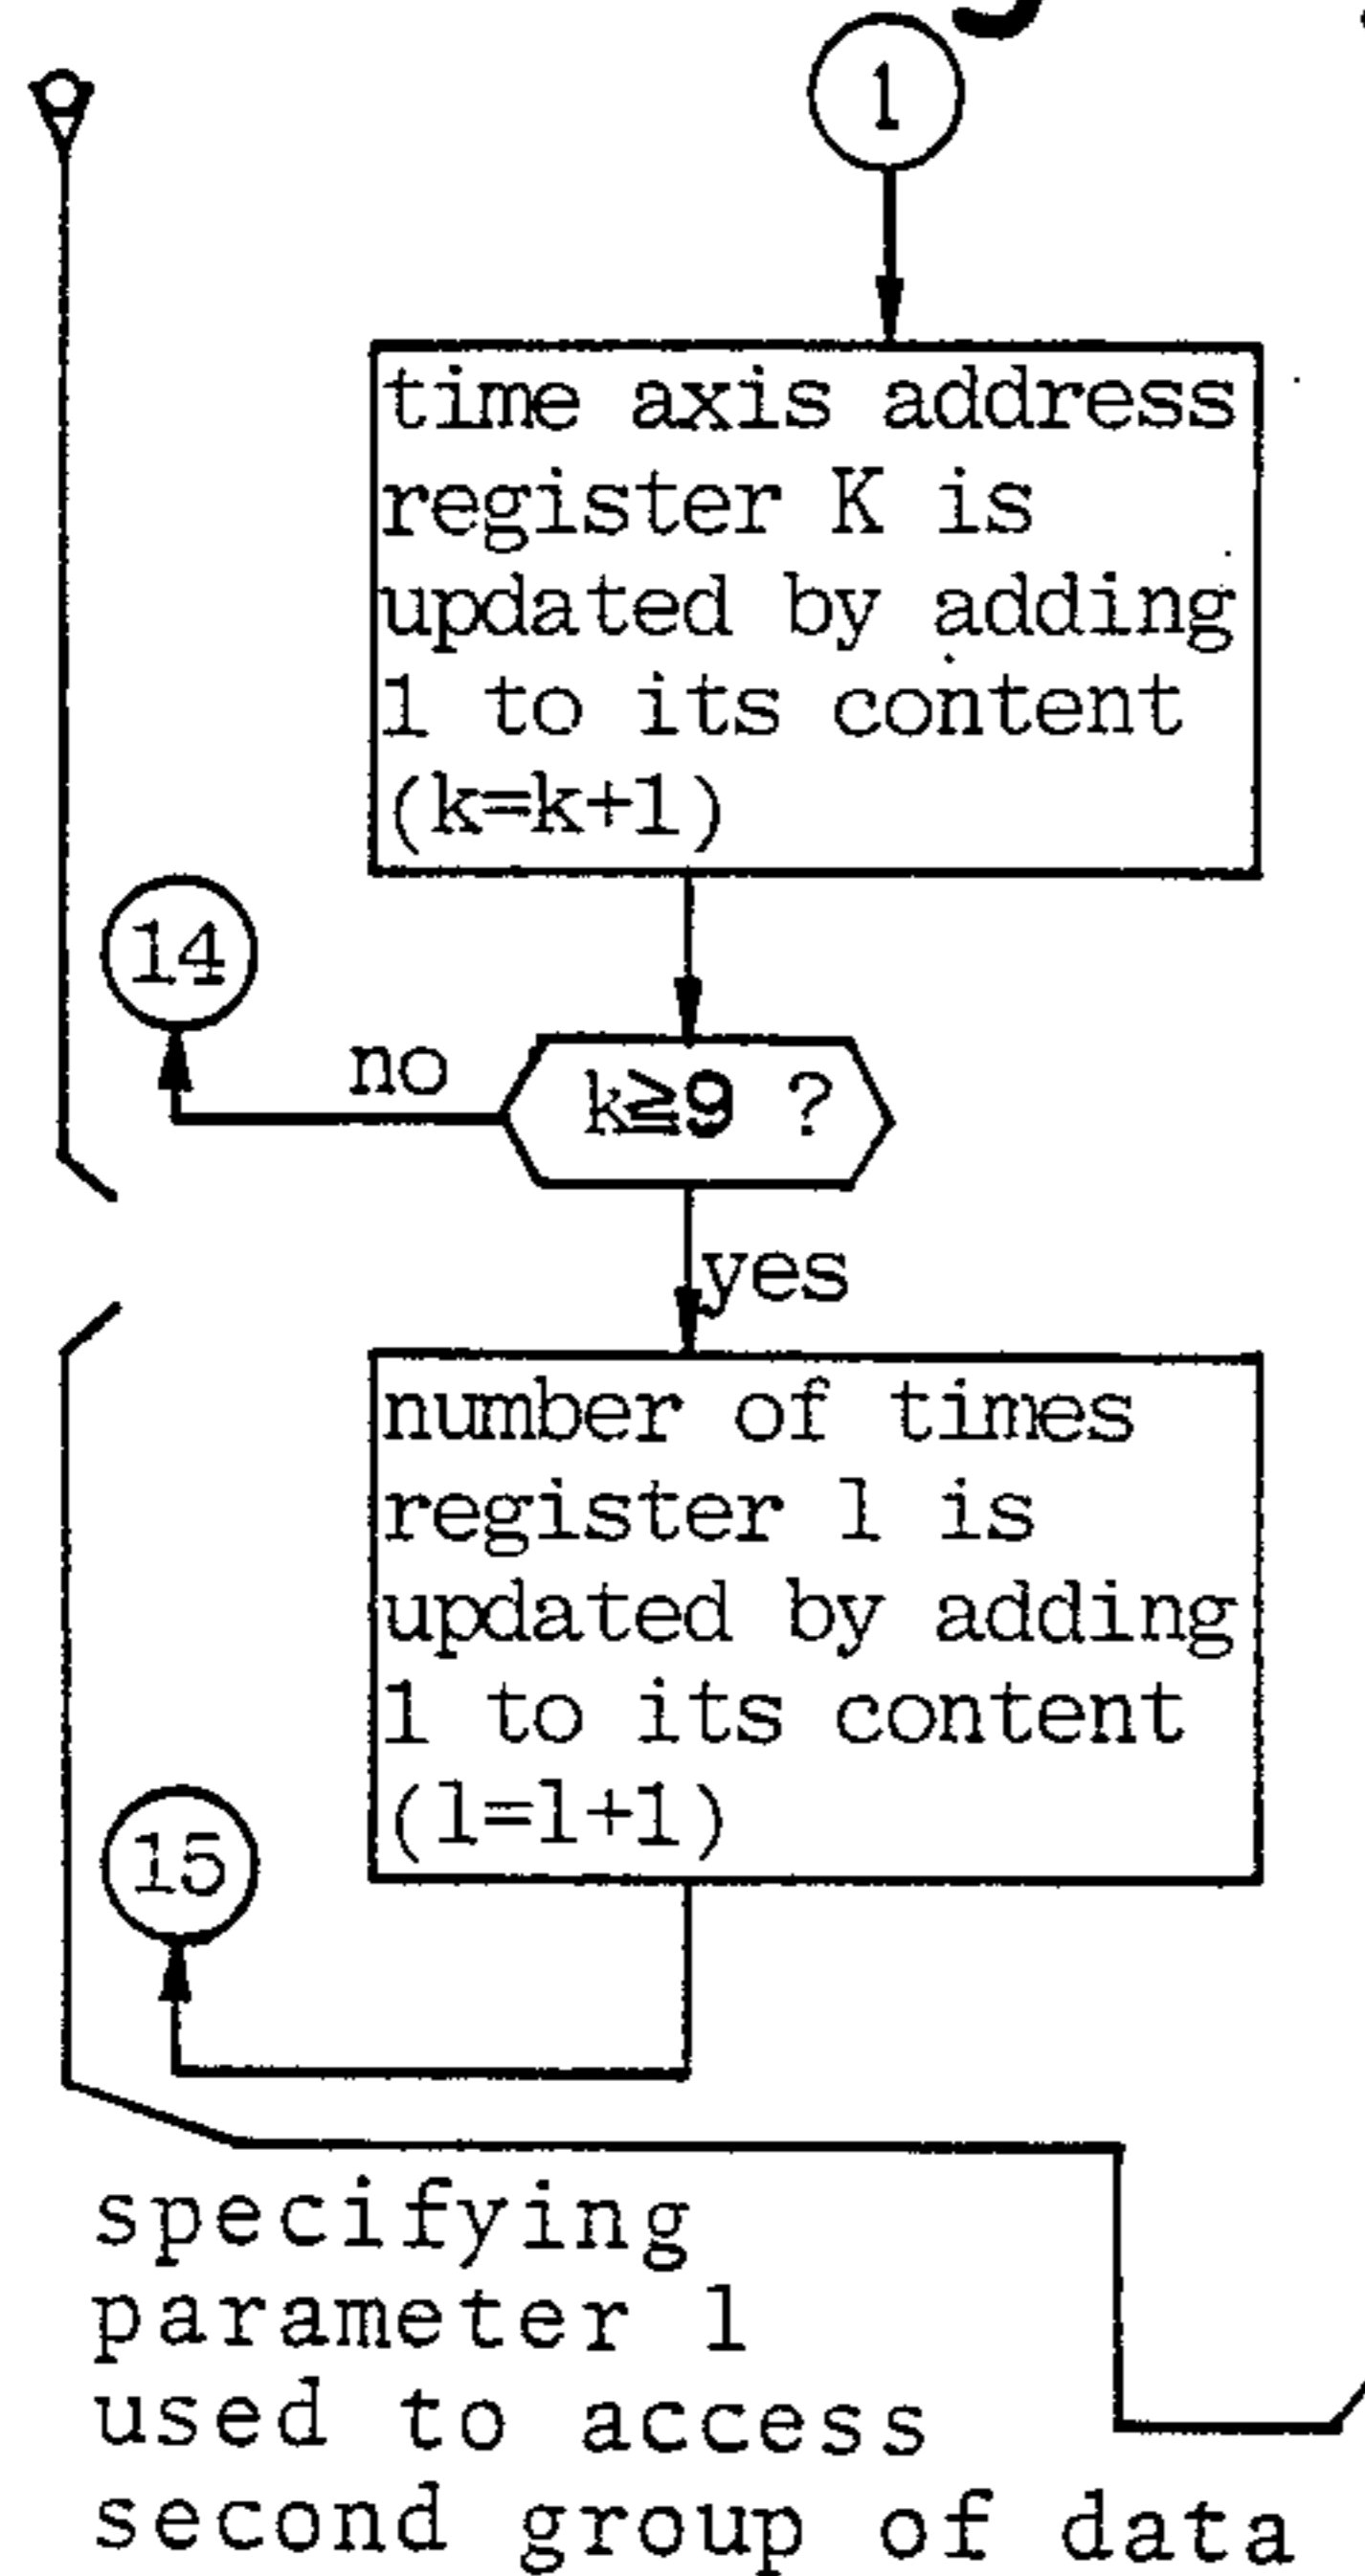 1
time axis address
register K is
updated by adding
1 to its content
(k=k+1)
14
no
k≧9 ?
yes
number of times
register l is
updated by adding
1 to its content
(l=l+1)
15
specifying
parameter l
used to access
second group of data